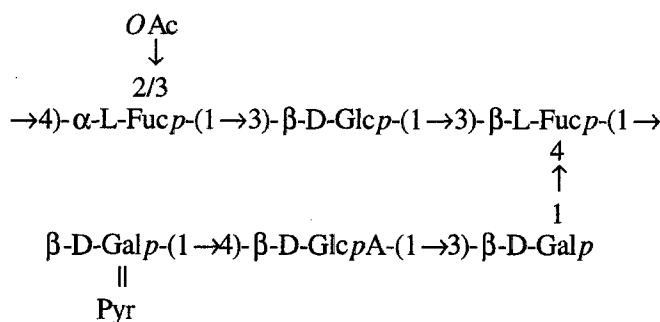 OAc
↓
2/3
→4)-α-L-Fucp-(1→3)-β-D-Glcp-(1→3)-β-L-Fucp-(1→
4
↑
1
β-D-Galp-(1→4)-β-D-GlcpA-(1→3)-β-D-Galp
||
Pyr